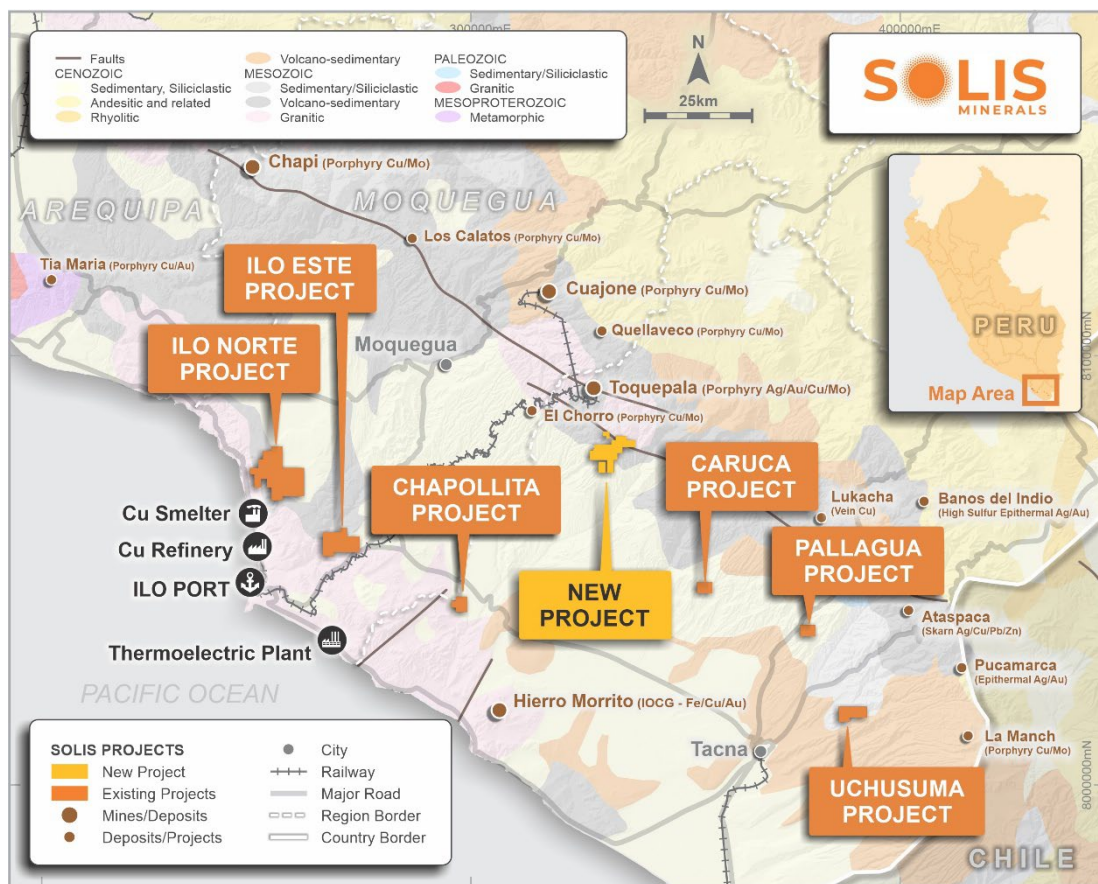 300000mE
400000mE
Faults
CENOZOIC
Sedimentary, Siliciclastic
Andesitic and related
Rhyolitic
Volcano-sedimentary
MESOZOIC
Sedimentary/Siliciclastic
Volcano-sedimentary
Granitic
PALEOZOIC
Sedimentary/Siliciclastic
Granitic
MESOPROTEROZOIC
Metamorphic
N
25km
SOLIS
MINERALS
Chapi (Porphyry Cu/Mo)
AREQUIPA
MOQUEGUA
Los Calatos (Porphyry Cu/Mo)
Tia Maria (Porphyry Cu/Au)
ILO ESTE
PROJECT
Cuajone (Porphyry Cu/Mo)
Quellaveco (Porphyry Cu/Mo)
PERU
Map Area
8100000mN
ILO NORTE
PROJECT
Moquegua
Toquepala (Porphyry Ag/Au/Cu/Mo)
El Chorro (Porphyry Cu/Mo)
CHAPOLLITA
PROJECT
CARUCA
PROJECT
Lukacha
(Vein Cu)
Banos del Indio
(High Sulfur Epithermal Ag/Au)
Cu Smelter
Cu Refinery
ILO PORT
PALLAGUA
PROJECT
NEW
PROJECT
Ataspaca
(Skarn Ag/Cu/Pb/Zn)
Thermoelectric Plant
Pucamarca
(Epithermal Ag/Au)
PACIFIC OCEAN
Hierro Morrito (IOCG - Fe/Cu/Au)
Tacna
La Manch
(Porphyry Cu/Mo)
UCHUSUMA
PROJECT
8000000mN
CHILE
SOLIS PROJECTS
New Project
Existing Projects
Mines/Deposits
Deposits/Projects
City
Railway
Major Road
Region Border
Country Border